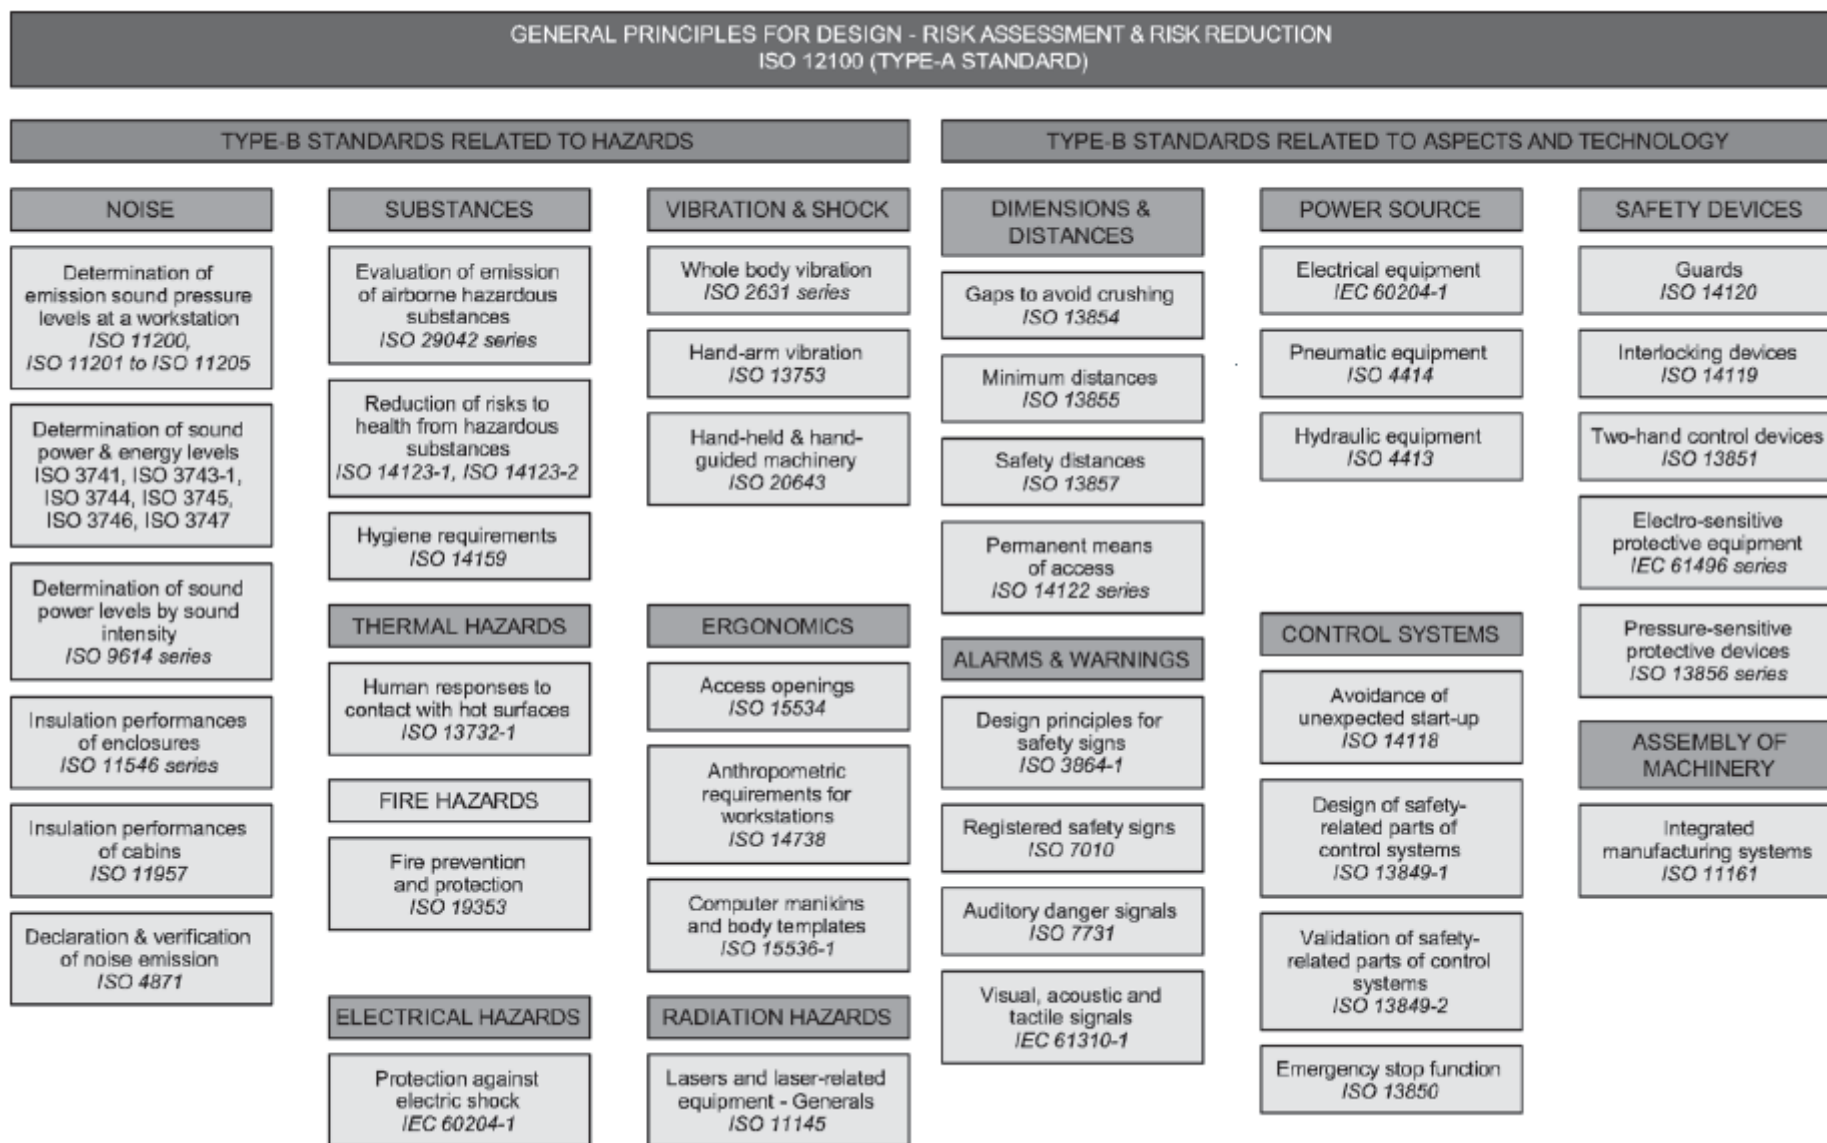 GENERAL PRINCIPLES FOR DESIGN - RISK ASSESSMENT & RISK REDUCTION
ISO 12100 (TYPE-A STANDARD)
TYPE-B STANDARDS RELATED TO HAZARDS
NOISE
Determination of
emission sound pressure
levels at a workstation
ISO 11200,
ISO 11201 to ISO 11205
Determination of sound
power & energy levels
ISO 3741, ISO 3743-1,
ISO 3744, ISO 3745,
ISO 3746, ISO 3747
Determination of sound
power levels by sound
intensity
ISO 9614 series
Insulation performances
of enclosures
ISO 11546 series
Insulation performances
of cabins
ISO 11957
Declaration & verification
of noise emission
ISO 4871
SUBSTANCES
Evaluation of emission
of airborne hazardous
substances
ISO 29042 series
Reduction of risks to
health from hazardous
substances
ISO 14123-1, ISO 14123-2
Hygiene requirements
ISO 14159
THERMAL HAZARDS
Human responses to
contact with hot surfaces
ISO 13732-1
FIRE HAZARDS
Fire prevention
and protection
ISO 19353
ELECTRICAL HAZARDS
Protection against
electric shock
IEC 60204-1
VIBRATION & SHOCK
Whole body vibration
ISO 2631 series
Hand-arm vibration
ISO 13753
Hand-held & hand-
guided machinery
ISO 20643
ERGONOMICS
Access openings
ISO 15534
Anthropometric
requirements for
workstations
ISO 14738
Computer manikins
and body templates
ISO 15536-1
RADIATION HAZARDS
Lasers and laser-related
equipment - Generals
ISO 11145
TYPE-B STANDARDS RELATED TO ASPECTS AND TECHNOLOGY
DIMENSIONS &
DISTANCES
Gaps to avoid crushing
ISO 13854
Minimum distances
ISO 13855
Safety distances
ISO 13857
Permanent means
of access
ISO 14122 series
ALARMS & WARNINGS
Design principles for
safety signs
ISO 3864-1
Registered safety signs
ISO 7010
Auditory danger signals
ISO 7731
Visual, acoustic and
tactile signals
IEC 61310-1
POWER SOURCE
Electrical equipment
IEC 60204-1
Pneumatic equipment
ISO 4414
Hydraulic equipment
ISO 4413
CONTROL SYSTEMS
Avoidance of
unexpected start-up
ISO 14118
Design of safety-
related parts of
control systems
ISO 13849-1
Validation of safety-
related parts of control
systems
ISO 13849-2
Emergency stop function
ISO 13850
SAFETY DEVICES
Guards
ISO 14120
Interlocking devices
ISO 14119
Two-hand control devices
ISO 13851
Electro-sensitive
protective equipment
IEC 61496 series
Pressure-sensitive
protective devices
ISO 13856 series
ASSEMBLY OF
MACHINERY
Integrated
manufacturing systems
ISO 11161